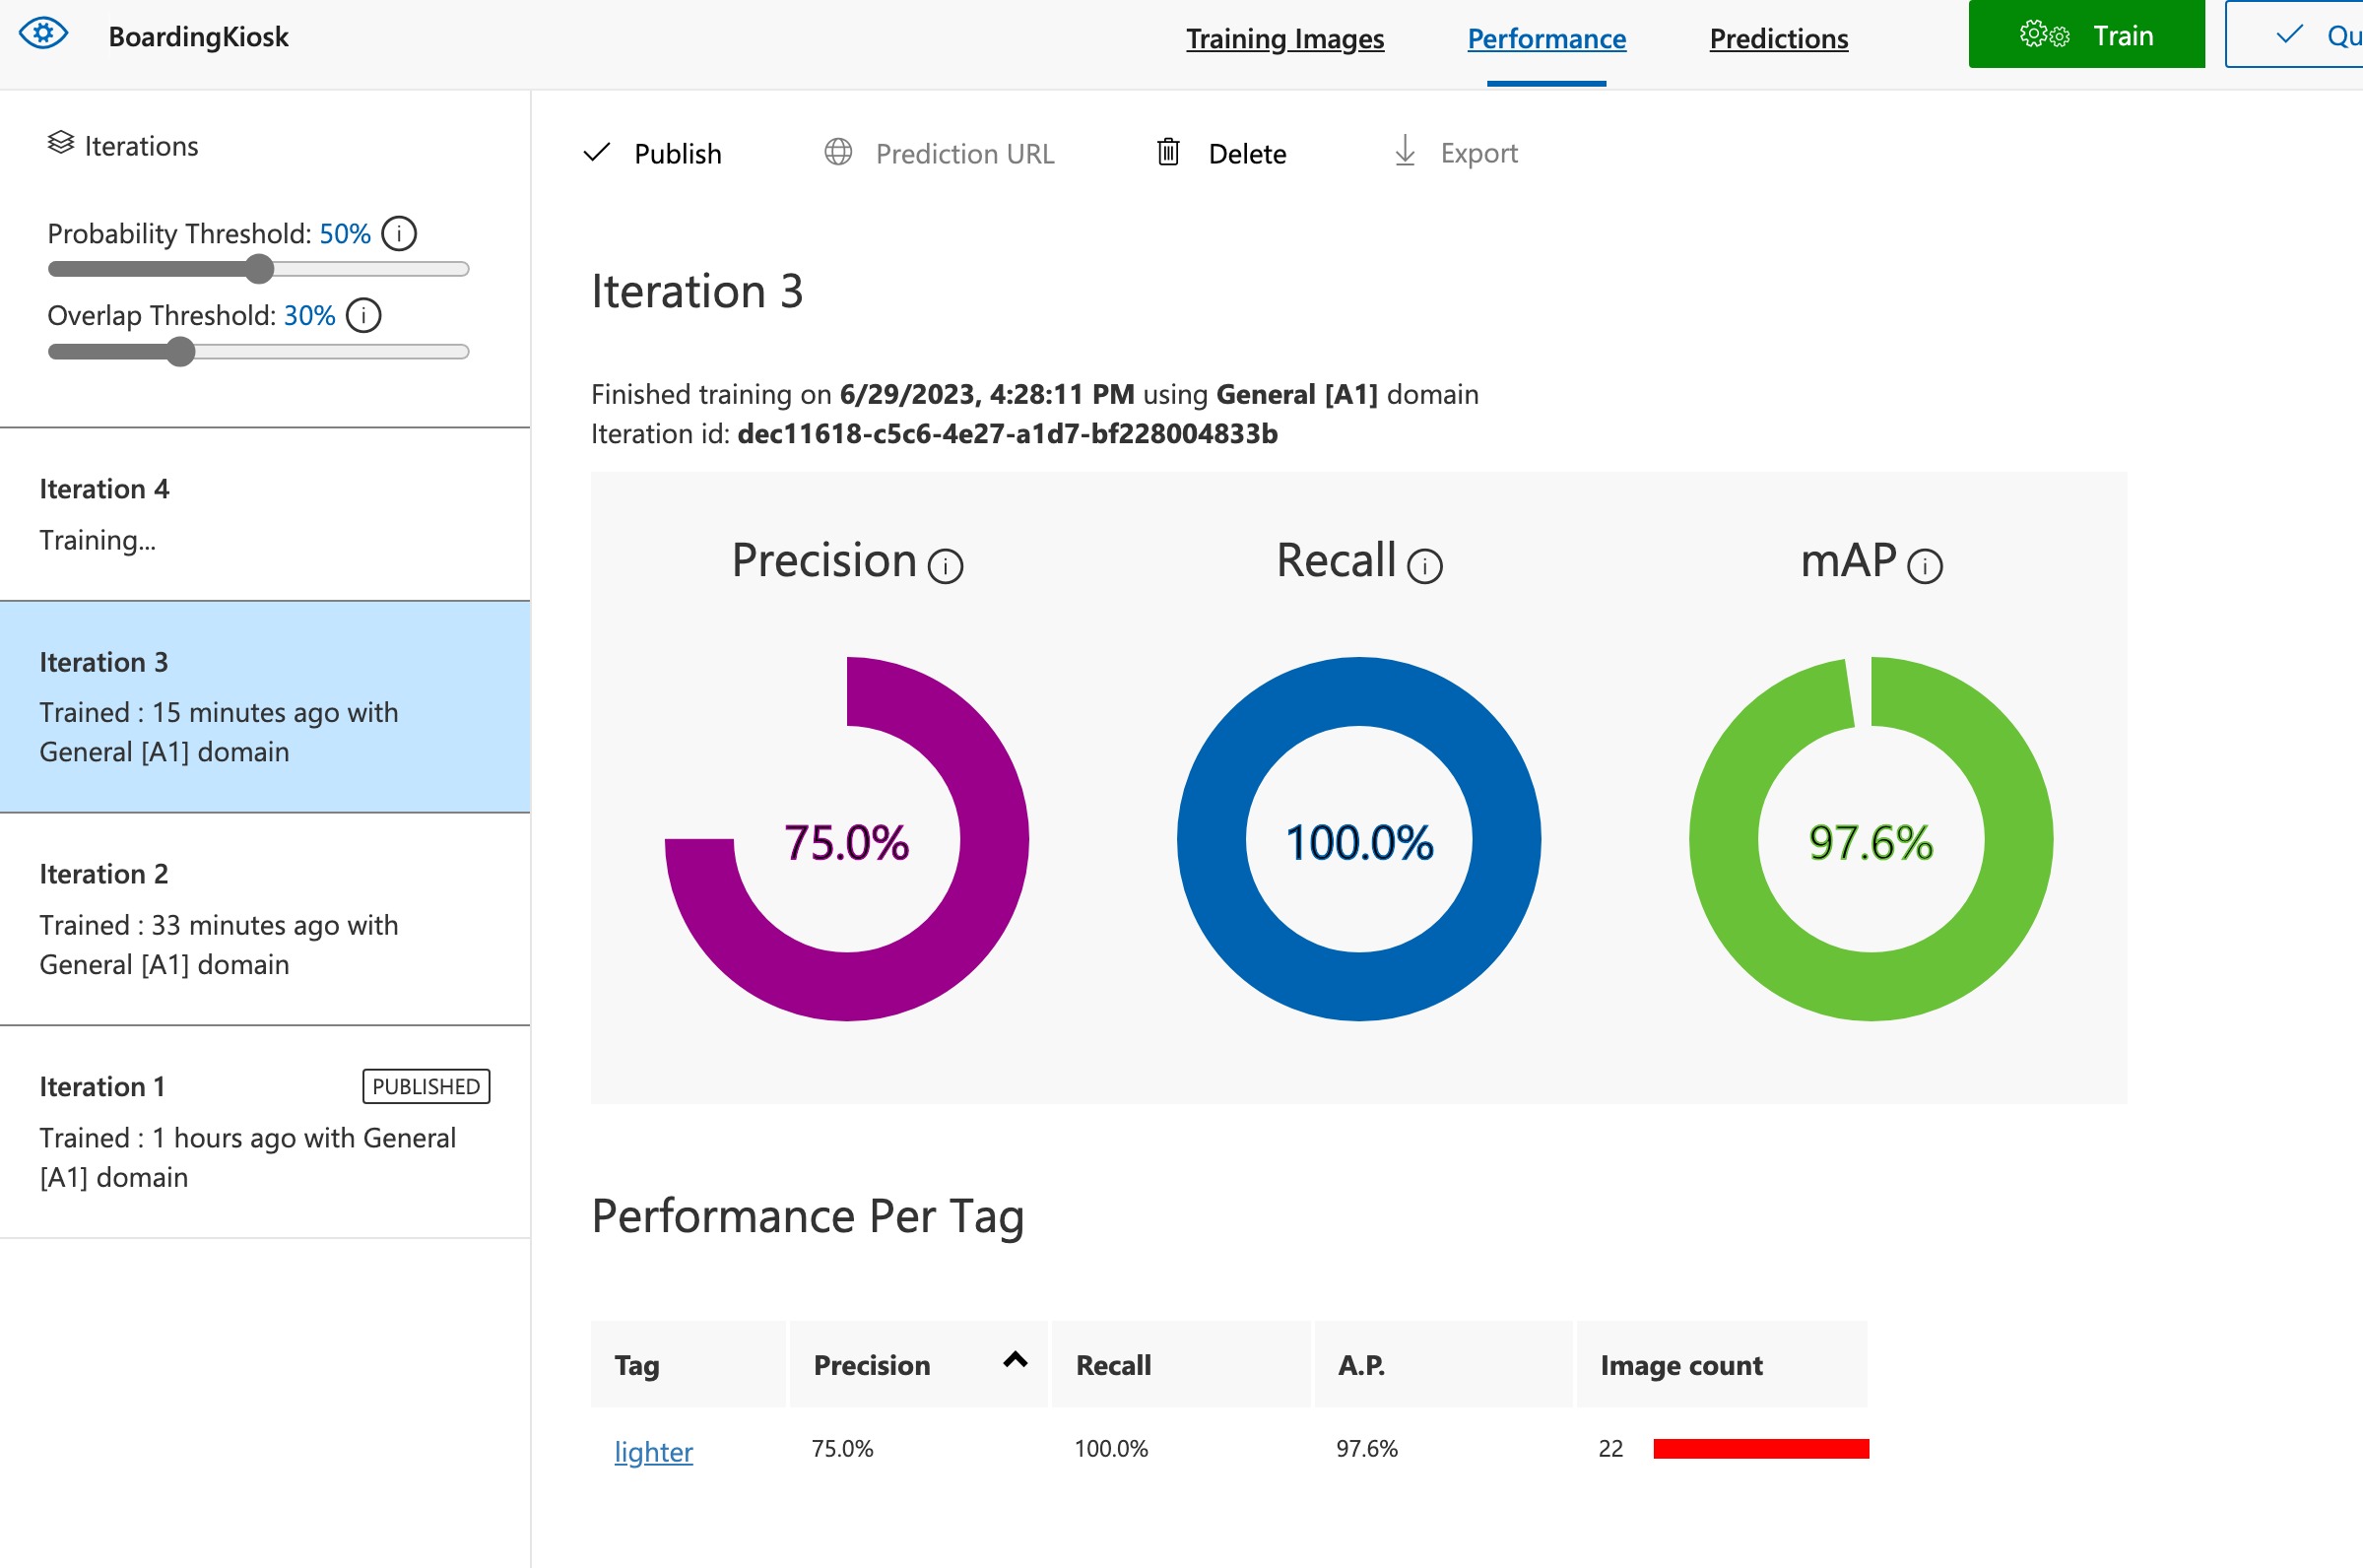 BoardingKiosk
Training Images
Performance
Predictions
Train
Qu
Iterations
Probability Threshold: 50%
Overlap Threshold: 30%
Iteration 4
Training...
Iteration 3
Trained : 15 minutes ago with
General [A1] domain
Iteration 2
Trained : 33 minutes ago with
General [A1] domain
Iteration 1
PUBLISHED
Trained : 1 hours ago with General
[A1] domain
Publish
Prediction URL
Delete
Export
Iteration 3
Finished training on 6/29/2023, 4:28:11 PM using General [A1] domain
Iteration id: dec11618-c5c6-4e27-a1d7-bf228004833b
Precision
Recall
mAP
75.0%
100.0%
97.6%
Performance Per Tag
Tag Precision Recall A.P. Image count
lighter 75.0% 100.0% 97.6% 22